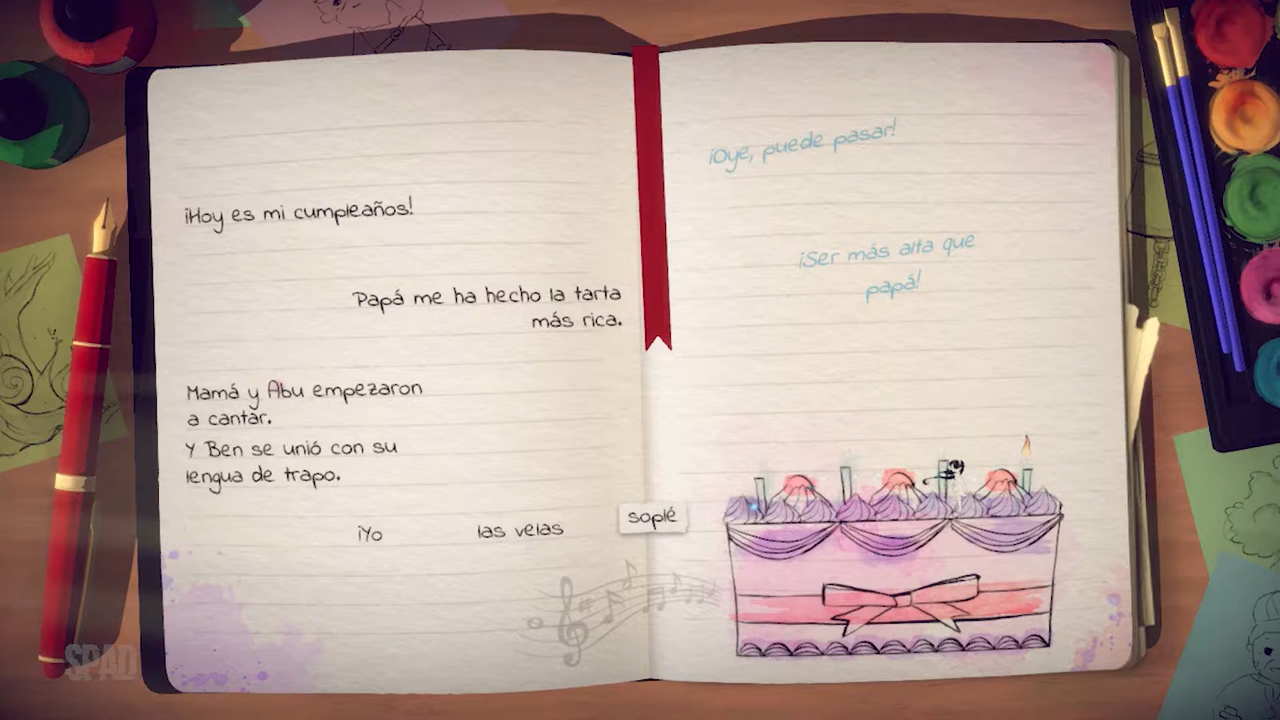 ¡Hoy es mi cumpleaños!
Papá me ha hecho la tarta
más rica.
Mamá y Abu empezaron
a cantar.
Y Ben se unió con su
lengua de trapo.
¡Yo las velas
soplé
¡Oye, puede pasar!
¡Ser más alta que
papá!
SPAD